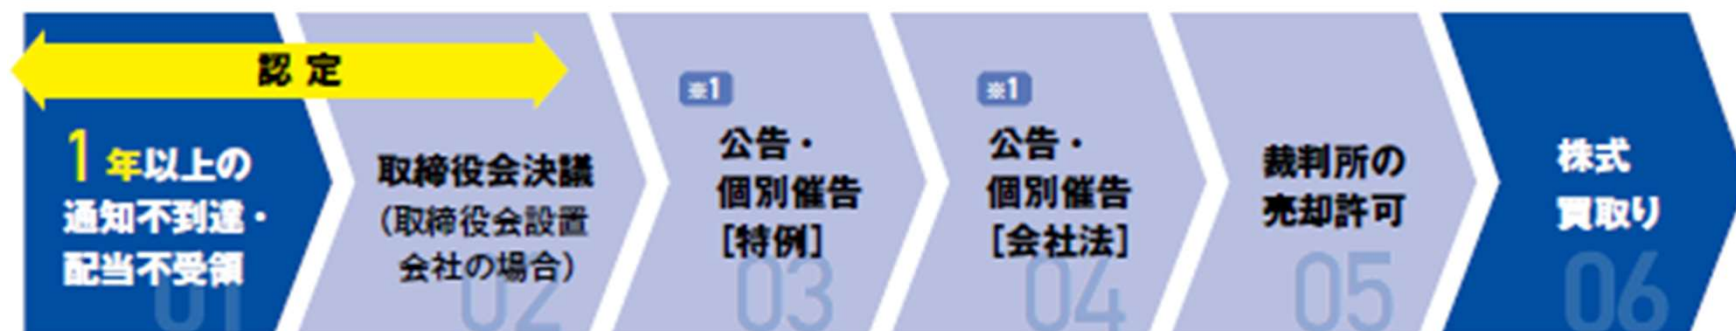 認定
1年以上の
通知不到達・
配当不受領
01
取締役会決議
（取締役会設置
会社の場合）
02
※1
公告・
個別催告
［特例］
03
※1
公告・
個別催告
［会社法］
04
裁判所の
売却許可
05
株式
買取り
06